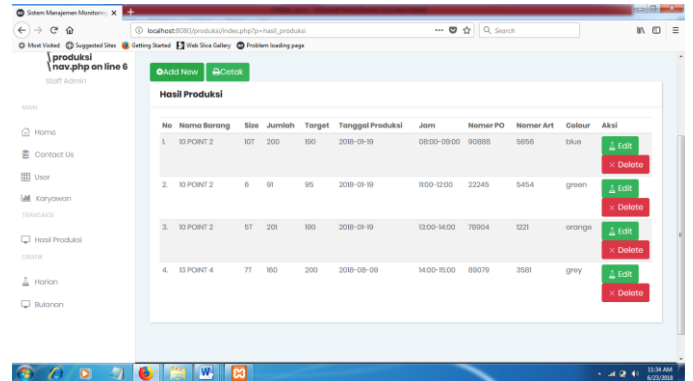 Sistem Manajemen Monitoring
localhost:8080/produksi/index.php?p=hasil_produksi
Search
Most Visited Suggested Sites Getting Started Web Slice Gallery Problem loading page
\produksi
\nav.php on line 6
Staff Admin
MAIN
Home
Contact Us
User
Karyawan
TRANSAKSI
Hasil Produksi
GRAFIK
Harian
Bulanan
Add New Cetak
Hasil Produksi
No Nama Barang Size Jumlah Target Tanggal Produksi Jam Nomer PO Nomer Art Colour Aksi
1. 10 POINT 2 10T 200 190 2018-01-19 08:00-09:00 90888 5656 blue Edit
Delete
2. 10 POINT 2 6 91 95 2018-01-19 11:00-12:00 22245 5454 green Edit
Delete
3. 10 POINT 2 5T 201 190 2018-01-19 13:00-14:00 78904 1221 orange Edit
Delete
4. 13 POINT 4 7T 160 200 2018-08-09 14:00-15:00 89079 3581 grey Edit
Delete
11:34 AM
6/23/2018